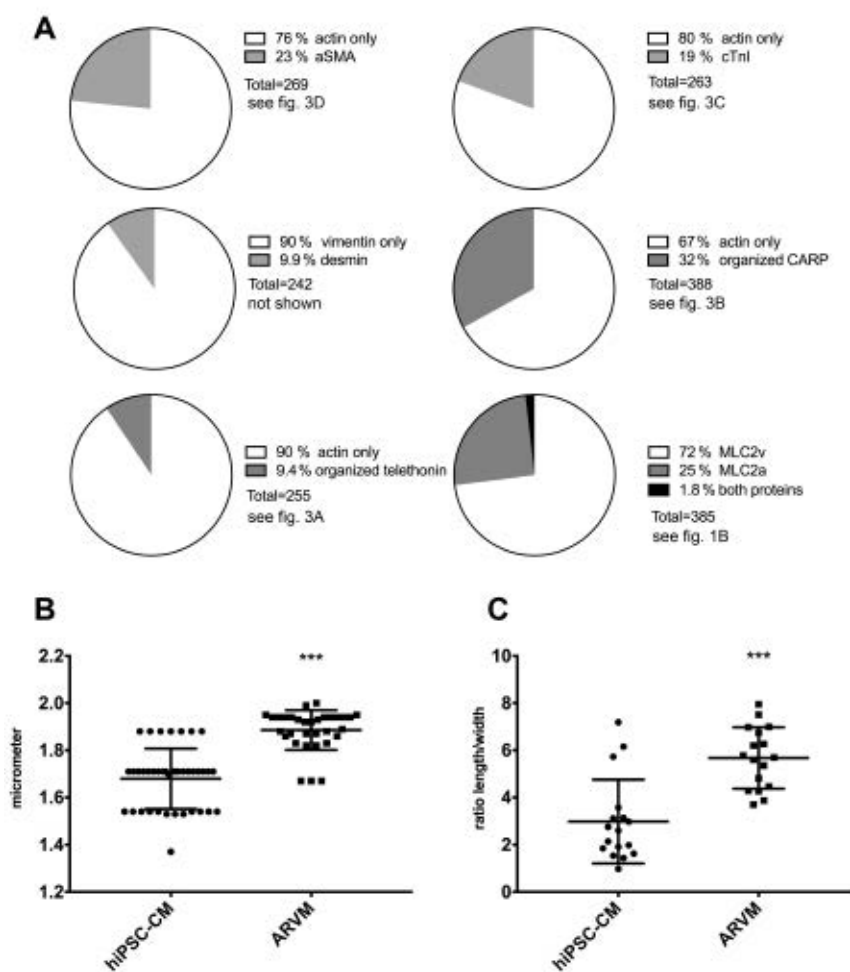 A
76 % actin only
23 % aSMA
Total=269
see fig. 3D
80 % actin only
19 % cTnI
Total=263
see fig. 3C
90 % vimentin only
9.9 % desmin
Total=242
not shown
67 % actin only
32 % organized CARP
Total=388
see fig. 3B
90 % actin only
9.4 % organized telethonin
Total=255
see fig. 3A
72 % MLC2v
25 % MLC2a
1.8 % both proteins
Total=385
see fig. 1B
B
2.2
2.0
1.8
1.6
1.4
1.2
micrometer
***
hiPSC-CM
ARVM
C
10
8
6
4
2
0
ratio length/width
***
hiPSC-CM
ARVM